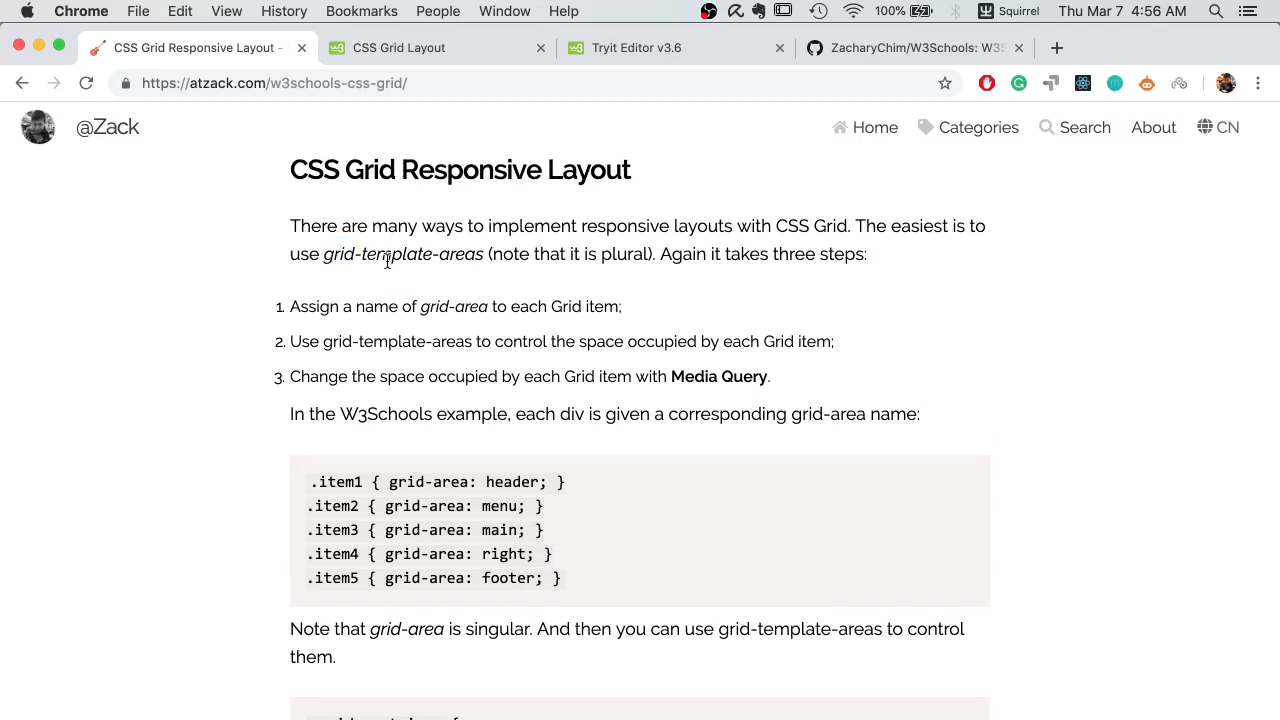 Chrome File Edit View History Bookmarks People Window Help 100% Squirrel Thu Mar 7 4:56 AM
CSS Grid Responsive Layout - CSS Grid Layout Tryit Editor v3.6 ZacharyChim/W3Schools: W3S
https://atzack.com/w3schools-css-grid/
@Zack Home Categories Search About CN
CSS Grid Responsive Layout
There are many ways to implement responsive layouts with CSS Grid. The easiest is to
use grid-template-areas (note that it is plural). Again it takes three steps:
1. Assign a name of grid-area to each Grid item;
2. Use grid-template-areas to control the space occupied by each Grid item;
3. Change the space occupied by each Grid item with Media Query.
In the W3Schools example, each div is given a corresponding grid-area name:
.item1 { grid-area: header; }
.item2 { grid-area: menu; }
.item3 { grid-area: main; }
.item4 { grid-area: right; }
.item5 { grid-area: footer; }
Note that grid-area is singular. And then you can use grid-template-areas to control
them.